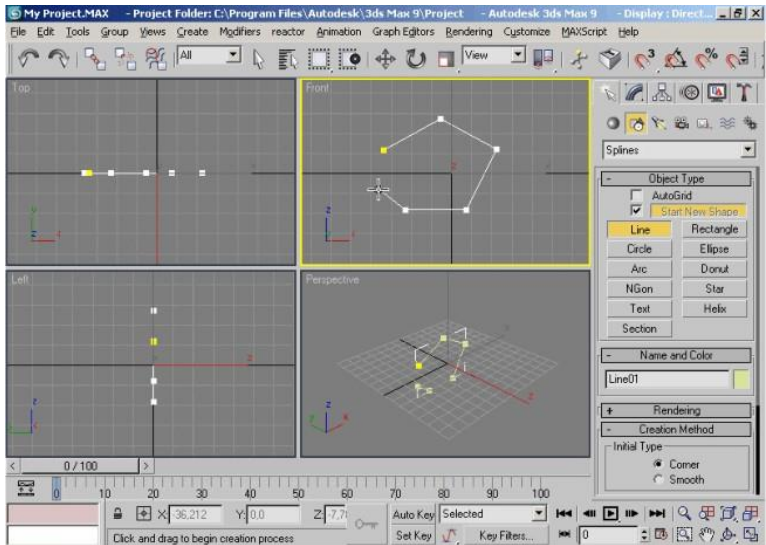 My Project.MAX - Project Folder: C:\Program Files\Autodesk\3ds Max 9\Project - Autodesk 3ds Max 9 - Display : Direct...
File Edit Tools Group Views Create Modifiers reactor Animation Graph Editors Rendering Customize MAXScript Help
All
View
3
%
Top
Front
Splines
- Object Type
AutoGrid
Start New Shape
Line Rectangle
Circle Ellipse
Arc Donut
NGon Star
Text Helix
Section
Left
Perspective
- Name and Color
Line01
+ Rendering
- Creation Method
Initial Type
Corner
Smooth
< 0 / 100 >
0 10 20 30 40 50 60 70 80 90 100
X: -36,212 Y: 0,0 Z: -7,7
Auto Key Selected
Click and drag to begin creation process
Set Key Key Filters...
0